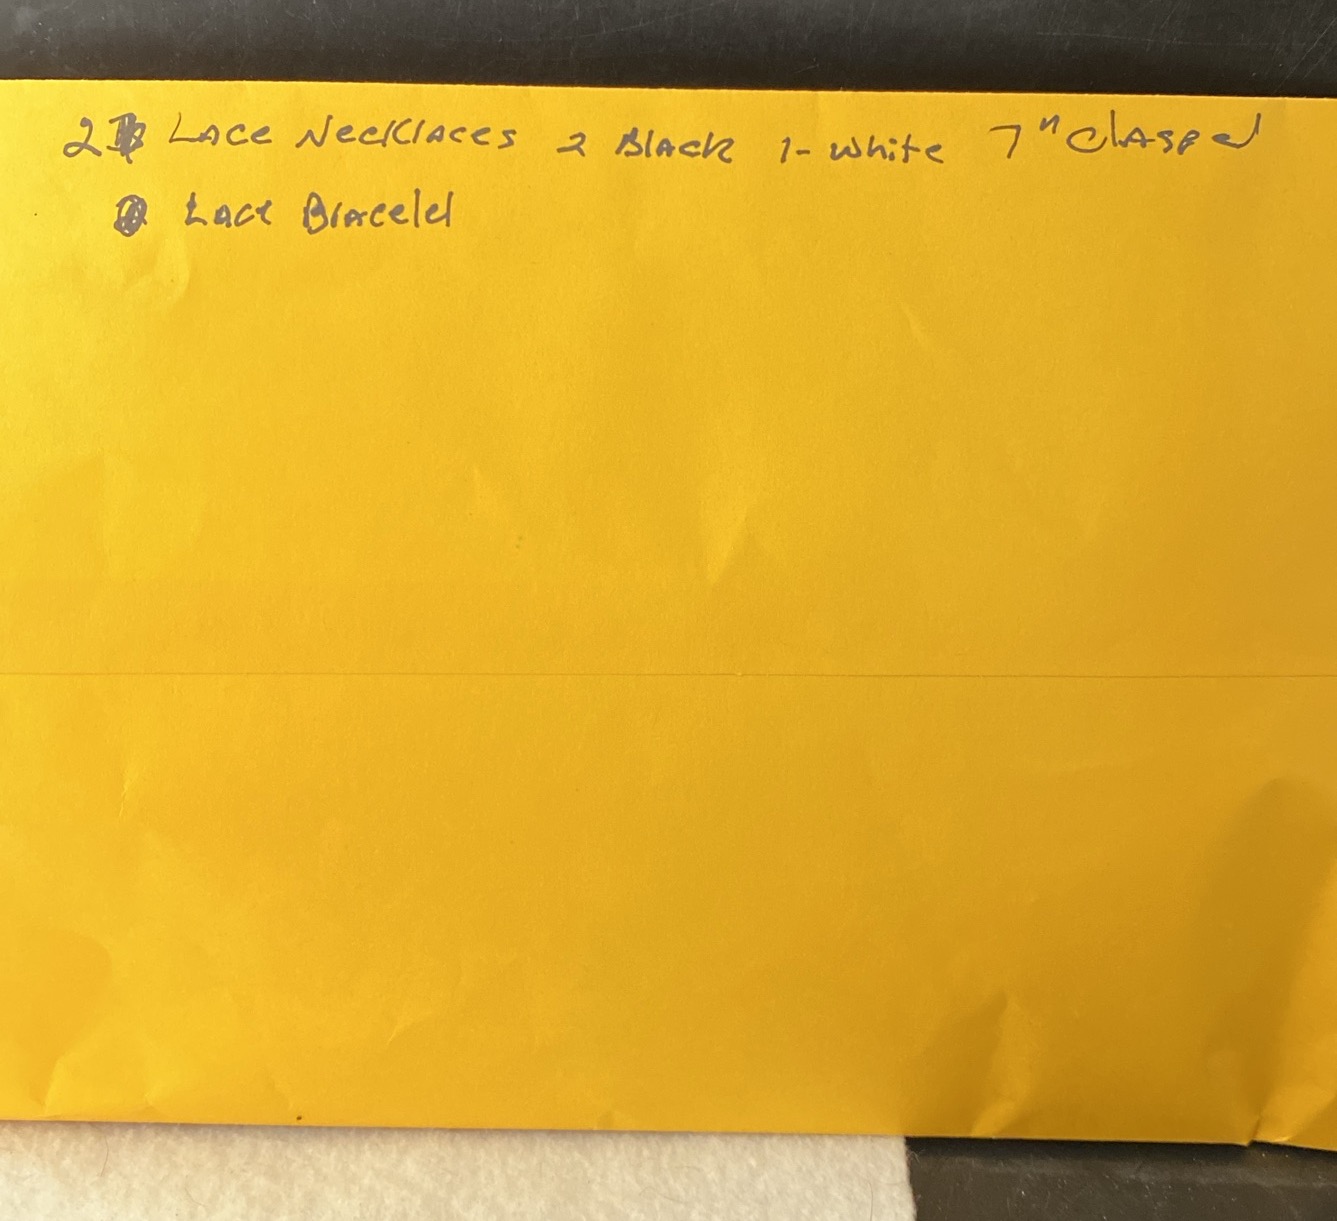 2 Lace Necklaces 2 Black 1-white 7" clasped
Lace Bracelet